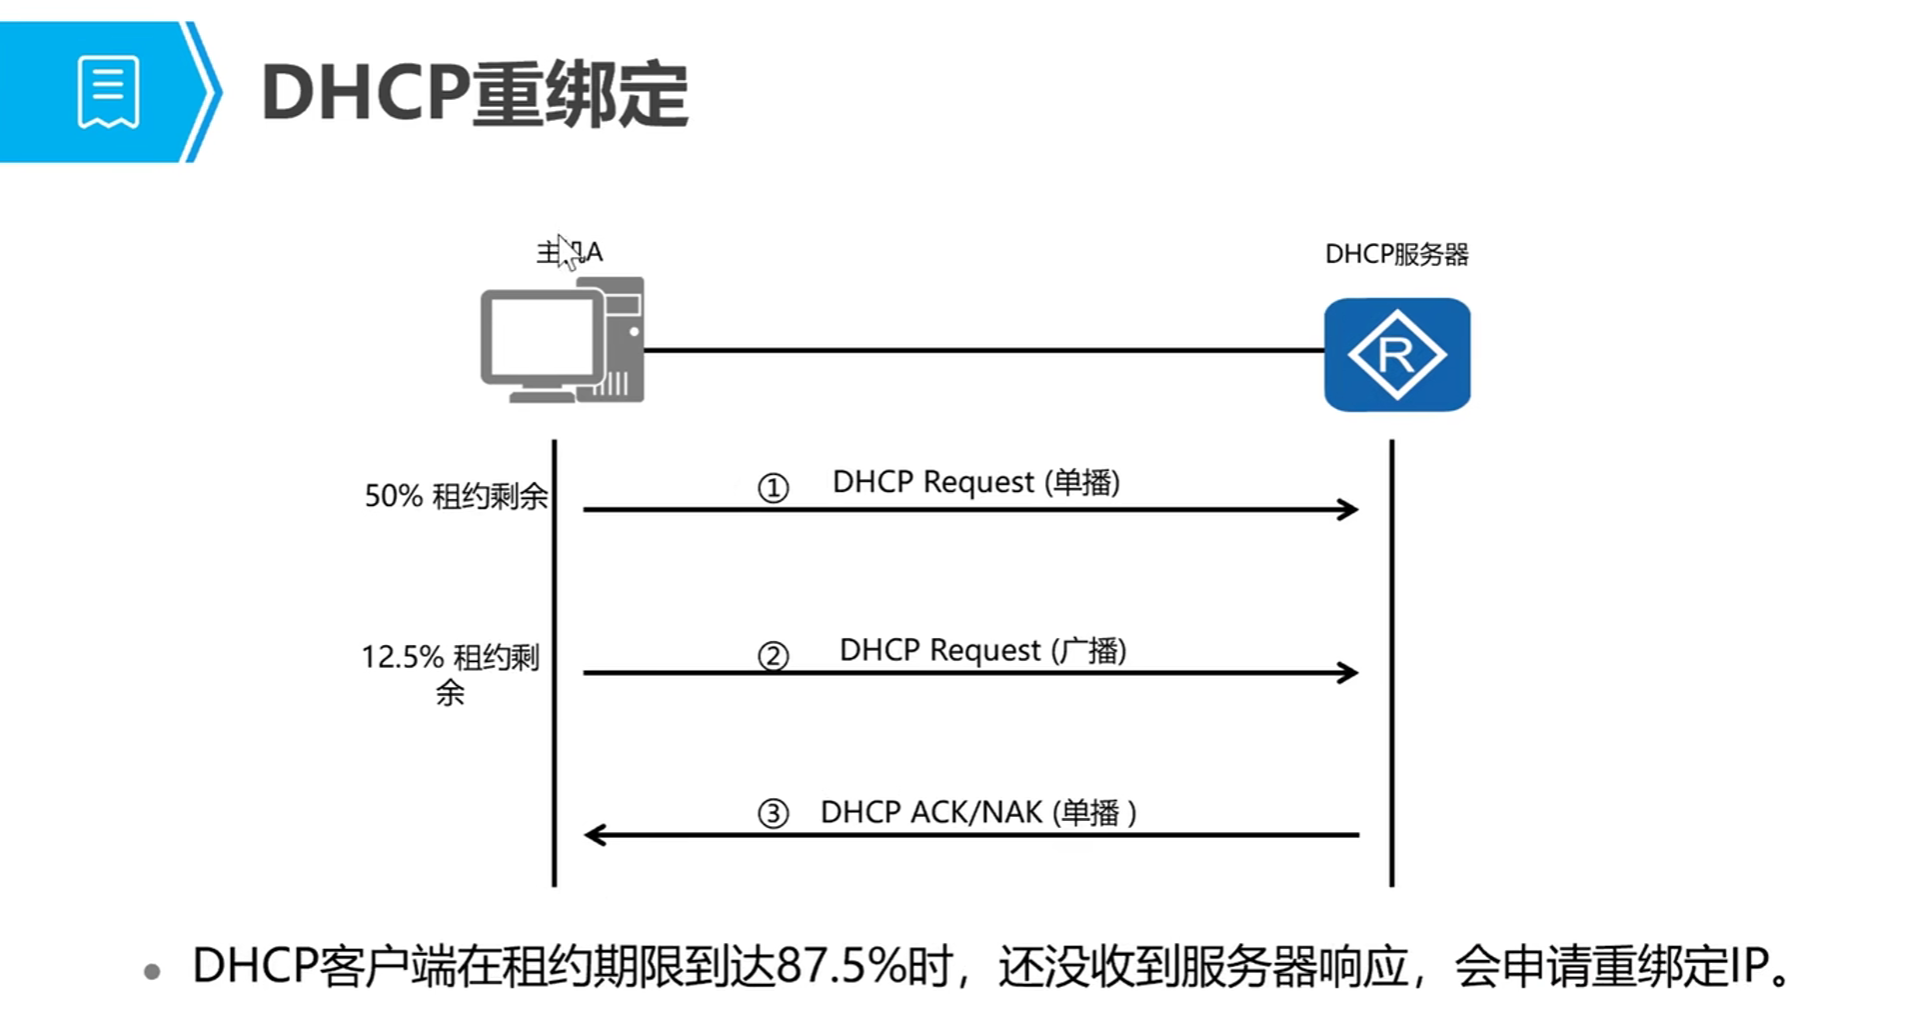 DHCP重绑定
主机A
DHCP服务器
R
50% 租约剩余
① DHCP Request (单播)
12.5% 租约剩
余
② DHCP Request (广播)
③ DHCP ACK/NAK (单播 )
• DHCP客户端在租约期限到达87.5%时，还没收到服务器响应，会申请重绑定IP。